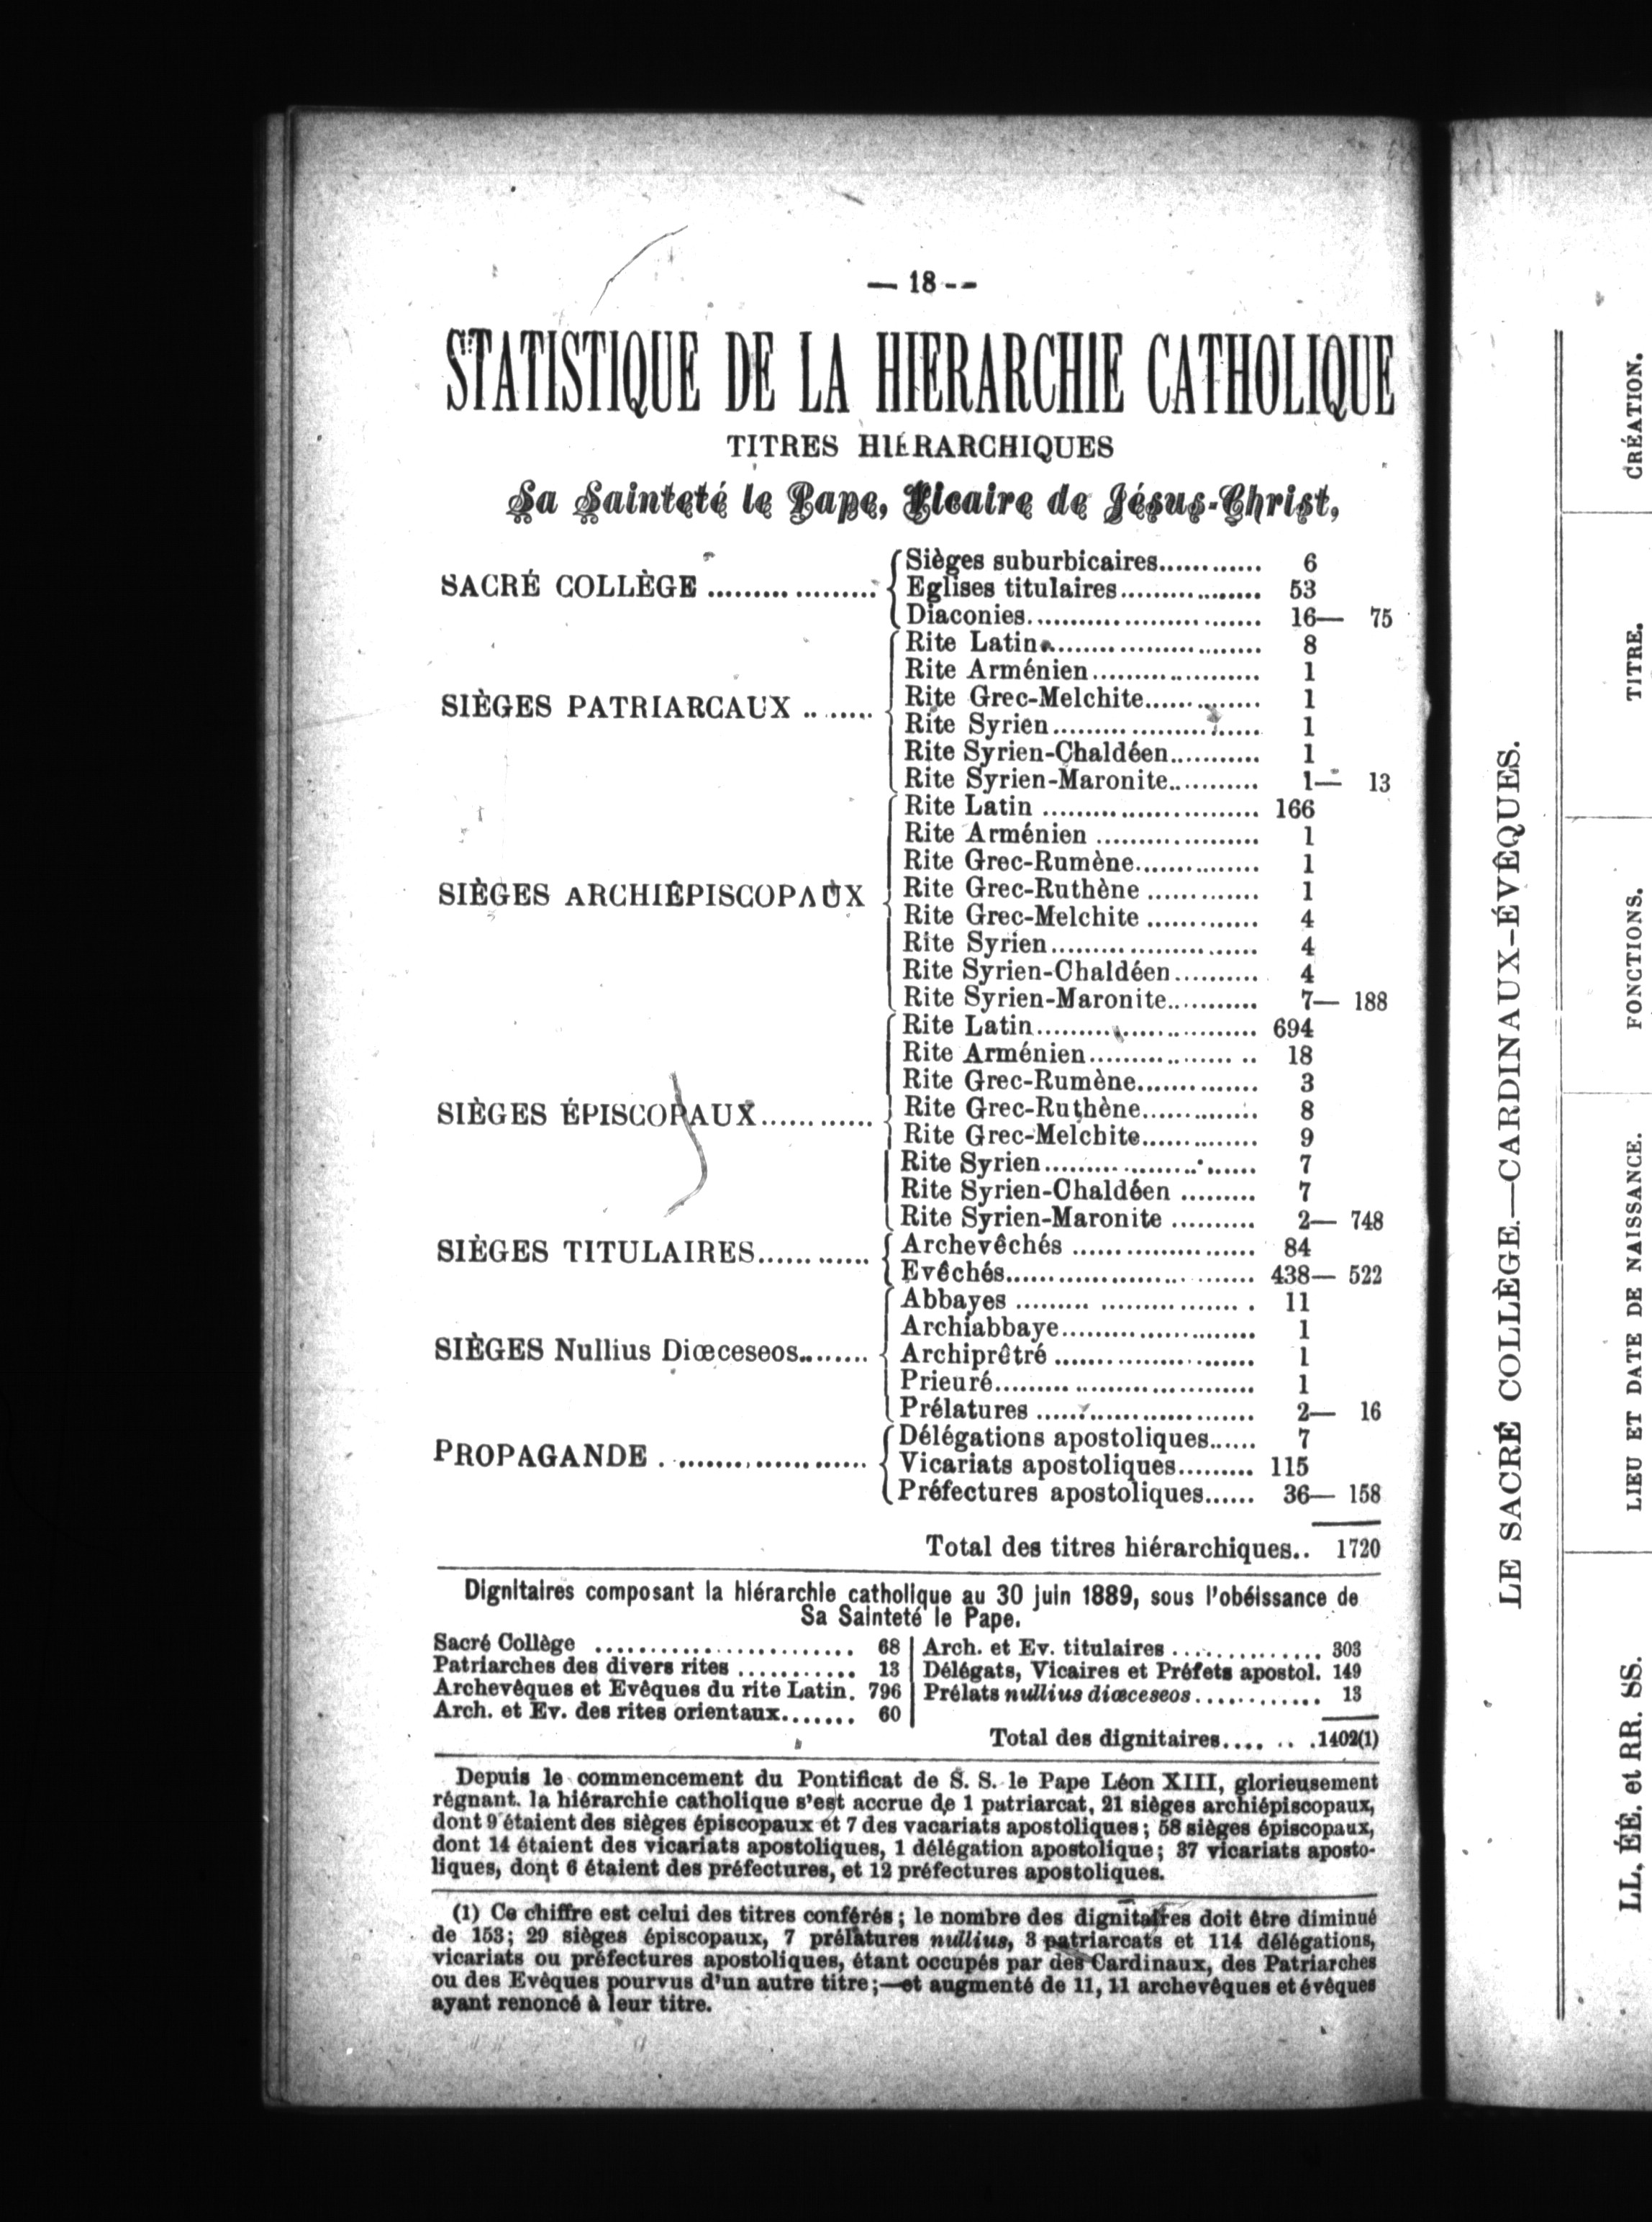 — 18 --
STATISTIQUE DE LA HIERARCHIE CATHOLIQUE
TITRES HIÉRARCHIQUES
Sa Sainteté le Pape, Vicaire de Jésus-Christ,
SACRÉ COLLÈGE ...................
Sièges suburbicaires............ 6
Eglises titulaires................. 53
Diaconies............................ 16— 75
SIÈGES PATRIARCAUX .. .......
Rite Latin........................... 8
Rite Arménien.................... 1
Rite Grec-Melchite.............. 1
Rite Syrien......................... 1
Rite Syrien-Chaldéen........... 1
Rite Syrien-Maronite........... 1— 13
SIÈGES ARCHIÉPISCOPAUX
Rite Latin .......................... 166
Rite Arménien .................... 1
Rite Grec-Rumène............... 1
Rite Grec-Ruthène ............. 1
Rite Grec-Melchite ............. 4
Rite Syrien......................... 4
Rite Syrien-Chaldéen.......... 4
Rite Syrien-Maronite........... 7— 188
SIÈGES ÉPISCOPAUX............
Rite Latin........................... 694
Rite Arménien................. .. 18
Rite Grec-Rumène.............. 3
Rite Grec-Ruthène.............. 8
Rite Grec-Melchite.............. 9
Rite Syrien......................... 7
Rite Syrien-Chaldéen ......... 7
Rite Syrien-Maronite .......... 2— 748
SIÈGES TITULAIRES............
Archevêchés ...................... 84
Evêchés.............................. 438— 522
SIÈGES Nullius Diœceseos........
Abbayes ......... ................. . 11
Archiabbaye........................ 1
Archiprêtré ........................ 1
Prieuré............................... 1
Prélatures .......................... 2— 16
PROPAGANDE . .....................
Délégations apostoliques...... 7
Vicariats apostoliques......... 115
Préfectures apostoliques...... 36— 158
Total des titres hiérarchiques.. 1720
Dignitaires composant la hiérarchie catholique au 30 juin 1889, sous l'obéissance de
Sa Sainteté le Pape.
Sacré Collège ........................ 68
Patriarches des divers rites ........... 13
Archevêques et Evêques du rite Latin. 796
Arch. et Ev. des rites orientaux....... 60
Arch. et Ev. titulaires .............. 303
Délégats, Vicaires et Préfets apostol. 149
Prélats nullius diœceseos............ 13
Total des dignitaires.... .. .1402(1)
Depuis le commencement du Pontificat de S. S. le Pape Léon XIII, glorieusement
régnant. la hiérarchie catholique s'est accrue de 1 patriarcat, 21 sièges archiépiscopaux,
dont 9 étaient des sièges épiscopaux et 7 des vacariats apostoliques ; 58 sièges épiscopaux,
dont 14 étaient des vicariats apostoliques, 1 délégation apostolique ; 37 vicariats aposto-
liques, dont 6 étaient des préfectures, et 12 préfectures apostoliques.
(1) Ce chiffre est celui des titres conférés ; le nombre des dignitaires doit être diminué
de 153; 29 sièges épiscopaux, 7 prélatures nullius, 3 patriarcats et 114 délégations,
vicariats ou préfectures apostoliques, étant occupés par des Cardinaux, des Patriarches
ou des Evêques pourvus d'un autre titre ;—et augmenté de 11, 11 archevêques et évêques
ayant renoncé à leur titre.
LE SACRÉ COLLÈGE.—CARDINAUX-ÉVÊQUES.
LL. ÉÉ. et RR. SS.
LIEU ET DATE DE NAISSANCE.
FONCTIONS.
TITRE.
CRÉATION.